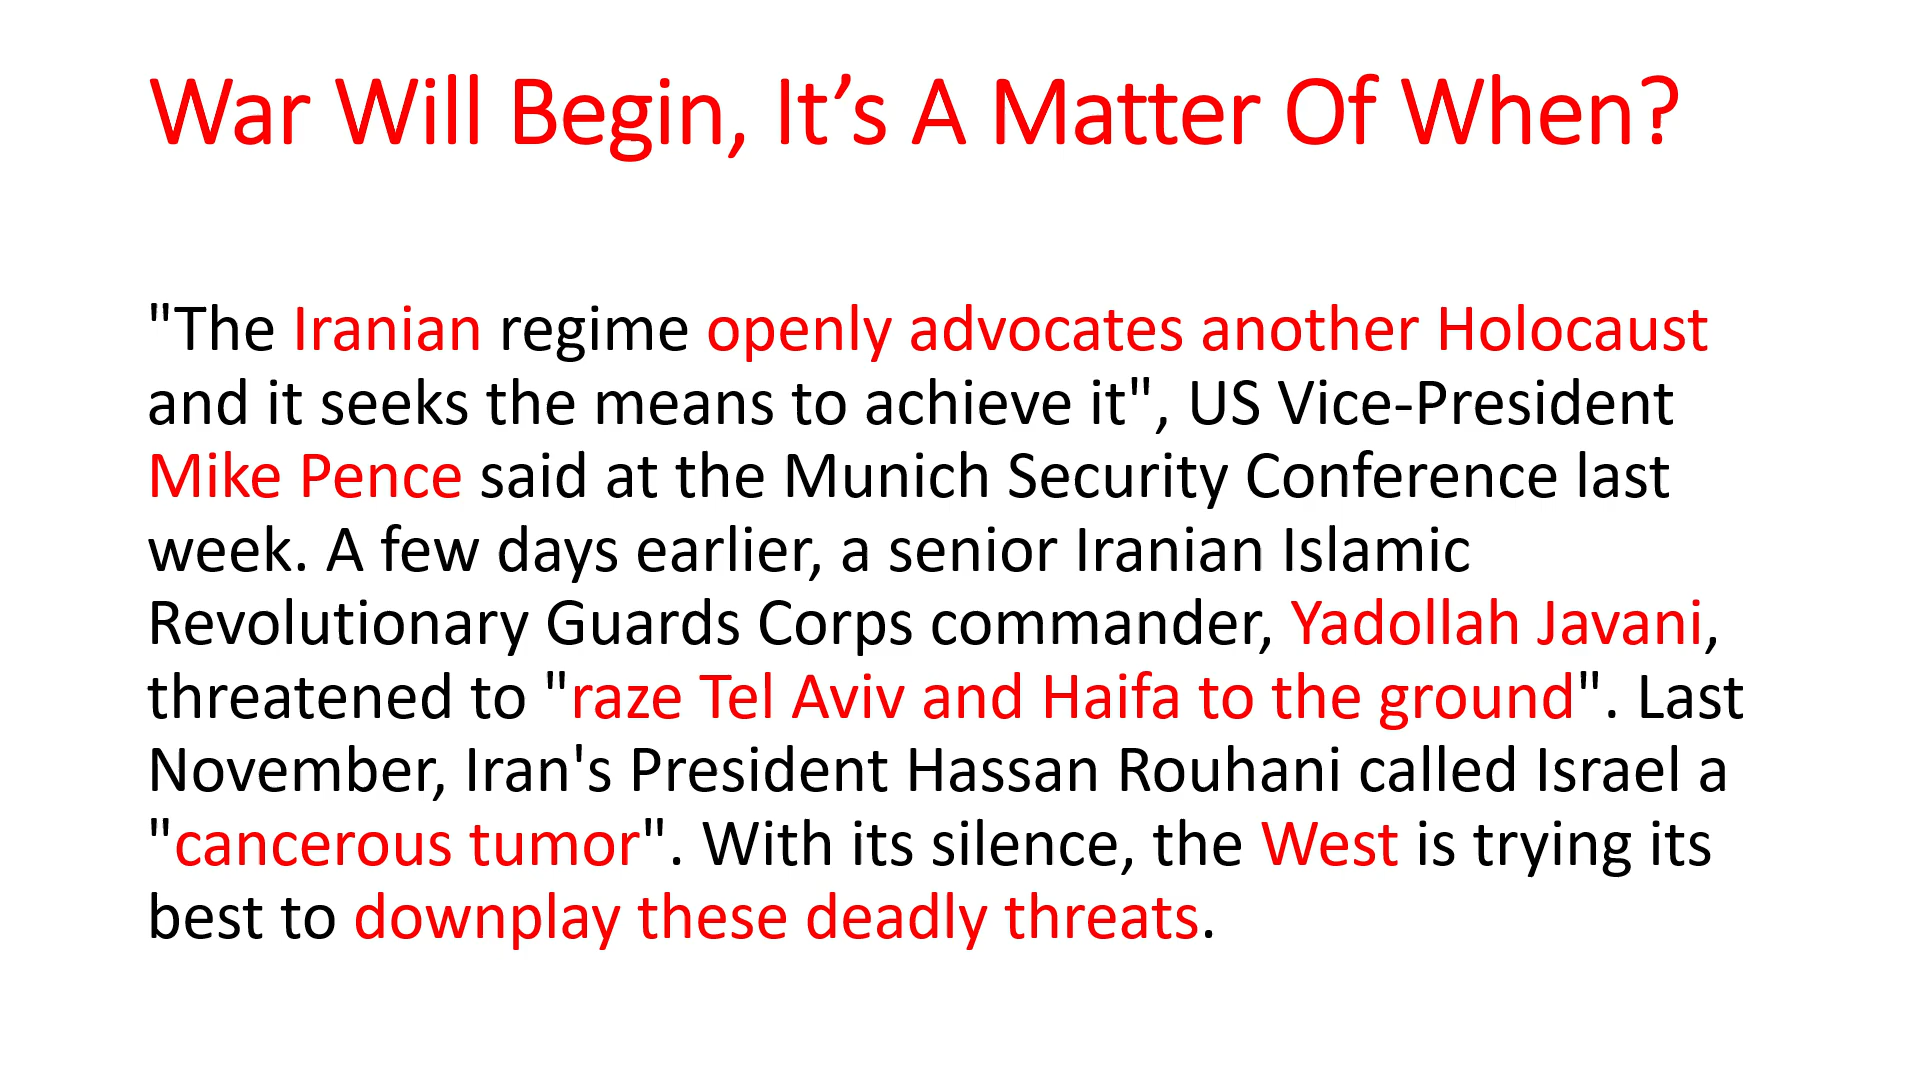 War Will Begin, It’s A Matter Of When?
"The Iranian regime openly advocates another Holocaust
and it seeks the means to achieve it", US Vice-President
Mike Pence said at the Munich Security Conference last
week. A few days earlier, a senior Iranian Islamic
Revolutionary Guards Corps commander, Yadollah Javani,
threatened to "raze Tel Aviv and Haifa to the ground". Last
November, Iran's President Hassan Rouhani called Israel a
"cancerous tumor". With its silence, the West is trying its
best to downplay these deadly threats.